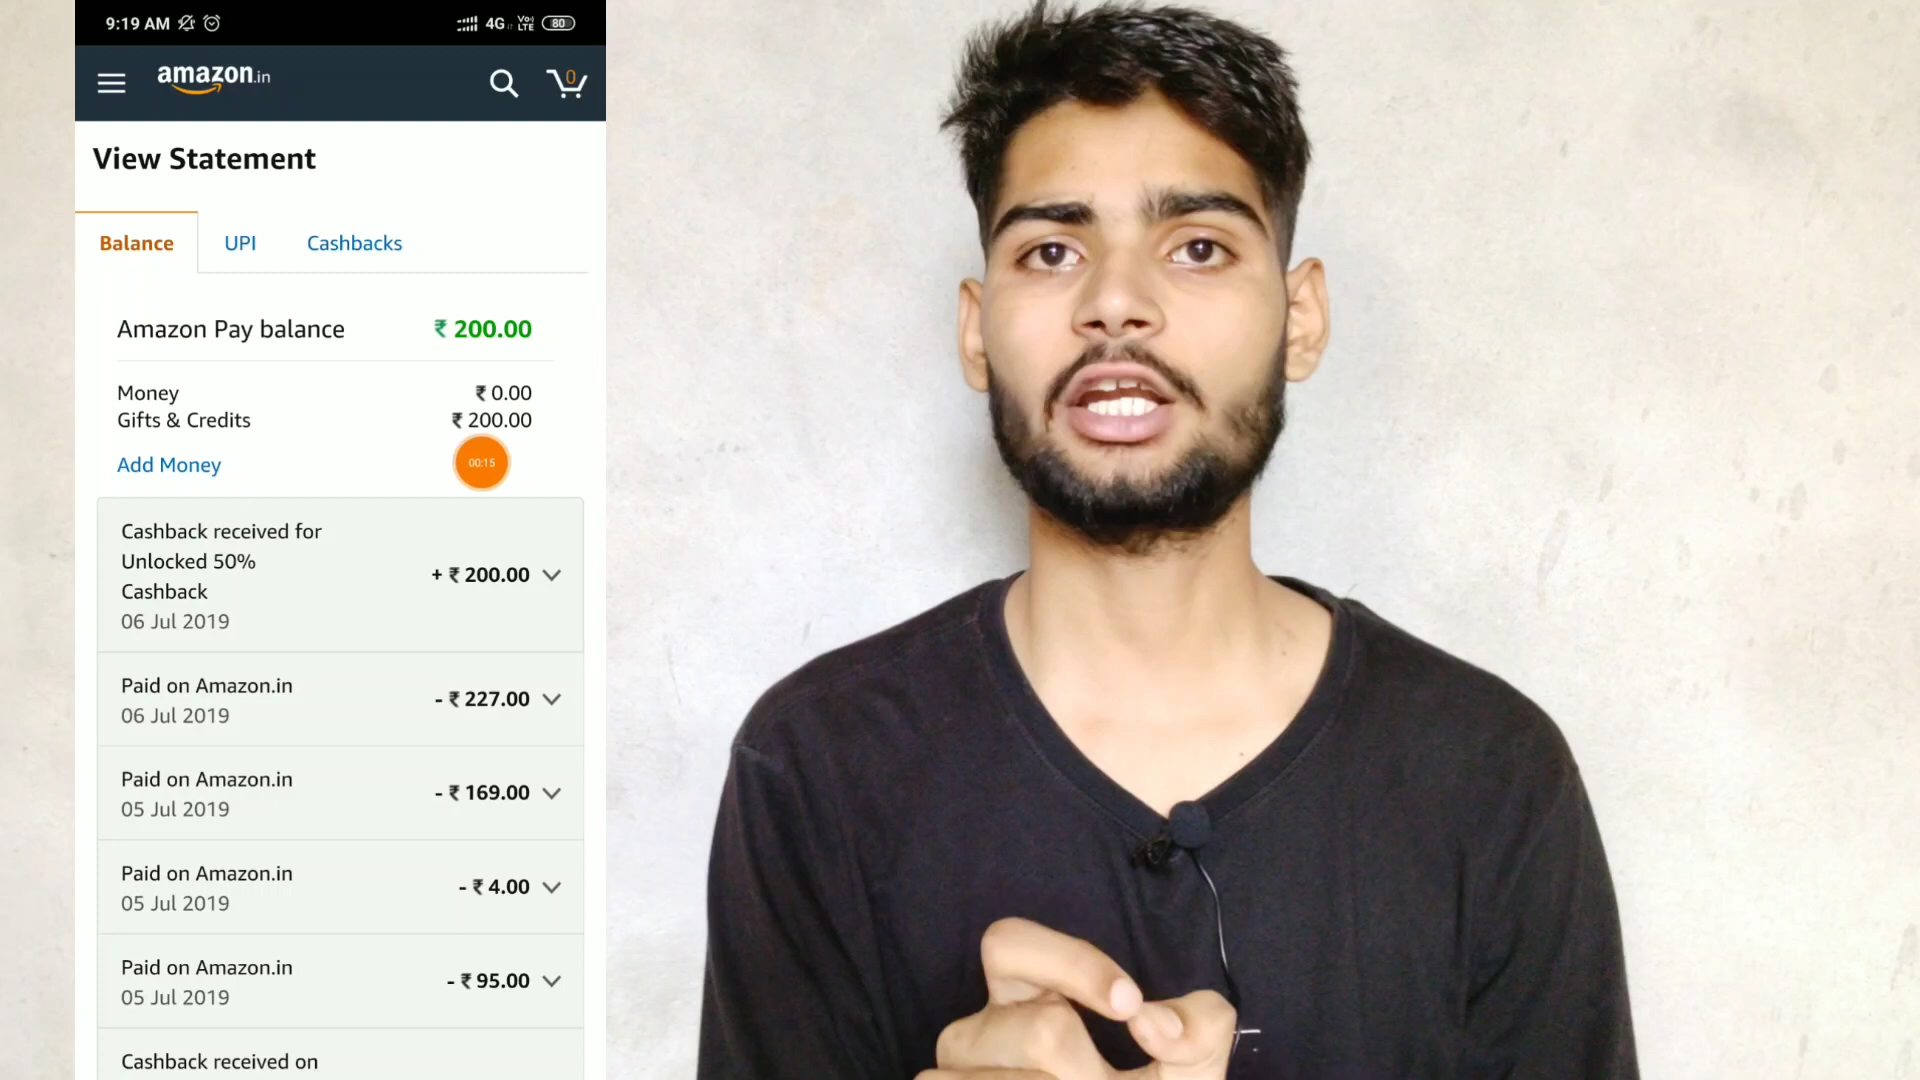 9:19 AM 4G Vo) LTE 80
amazon.in 0
View Statement
Balance UPI Cashbacks
Amazon Pay balance ₹ 200.00
Money ₹ 0.00
Gifts & Credits ₹ 200.00
Add Money 00:15
Cashback received for
Unlocked 50%
Cashback
+ ₹ 200.00
06 Jul 2019
Paid on Amazon.in
- ₹ 227.00
06 Jul 2019
Paid on Amazon.in
- ₹ 169.00
05 Jul 2019
Paid on Amazon.in
- ₹ 4.00
05 Jul 2019
Paid on Amazon.in
- ₹ 95.00
05 Jul 2019
Cashback received on